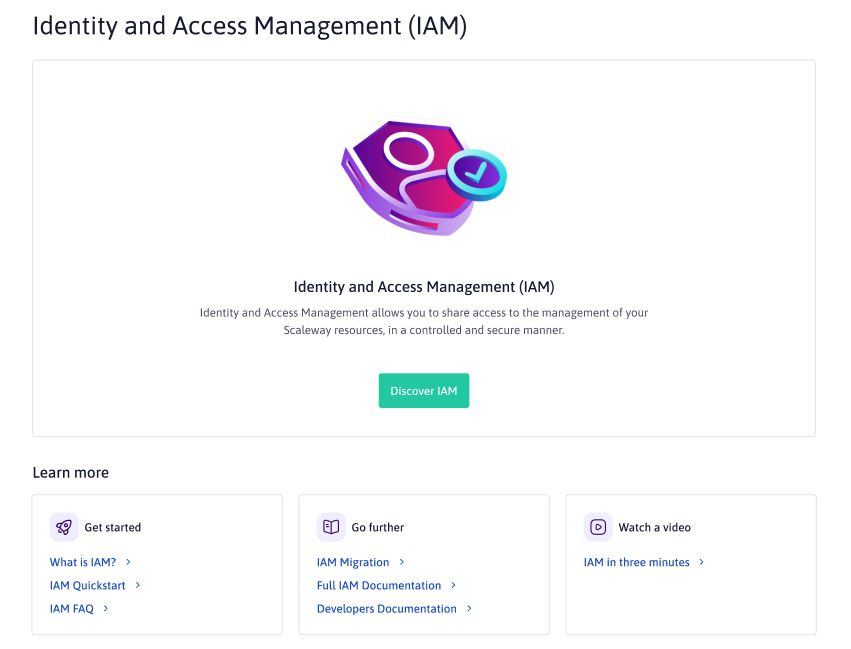 Identity and Access Management (IAM)
Identity and Access Management (IAM)
Identity and Access Management allows you to share access to the management of your
Scaleway resources, in a controlled and secure manner.
Discover IAM
Learn more
Get started
What is IAM?
IAM Quickstart
IAM FAQ
Go further
IAM Migration
Full IAM Documentation
Developers Documentation
Watch a video
IAM in three minutes